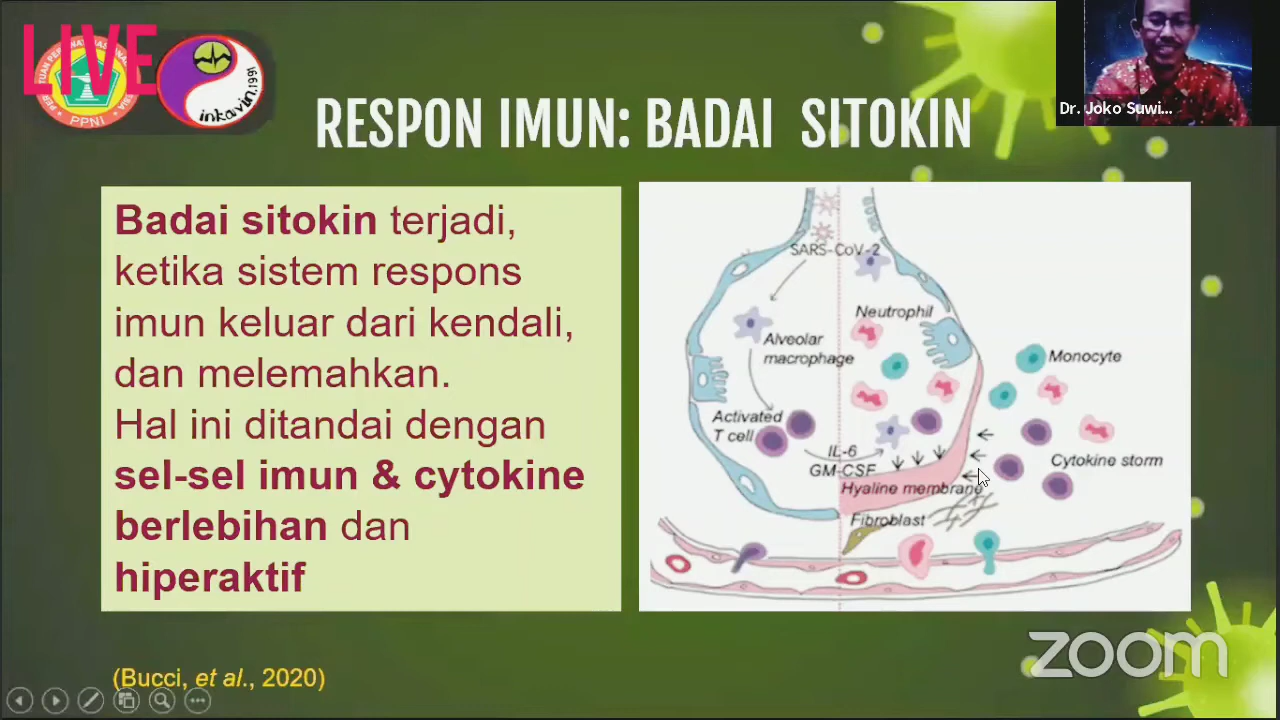 LIVE
PPNI
inkavin.1991
Dr. Joko Suwi...
RESPON IMUN: BADAI SITOKIN
Badai sitokin terjadi,
ketika sistem respons
imun keluar dari kendali,
dan melemahkan.
Hal ini ditandai dengan
sel-sel imun & cytokine
berlebihan dan
hiperaktif
SARS-CoV-2
Neutrophil
Alveolar
macrophage
Monocyte
Activated
T cell
IL-6
GM-CSF
Cytokine storm
Hyaline membrane
Fibroblast
(Bucci, et al., 2020)
zoom